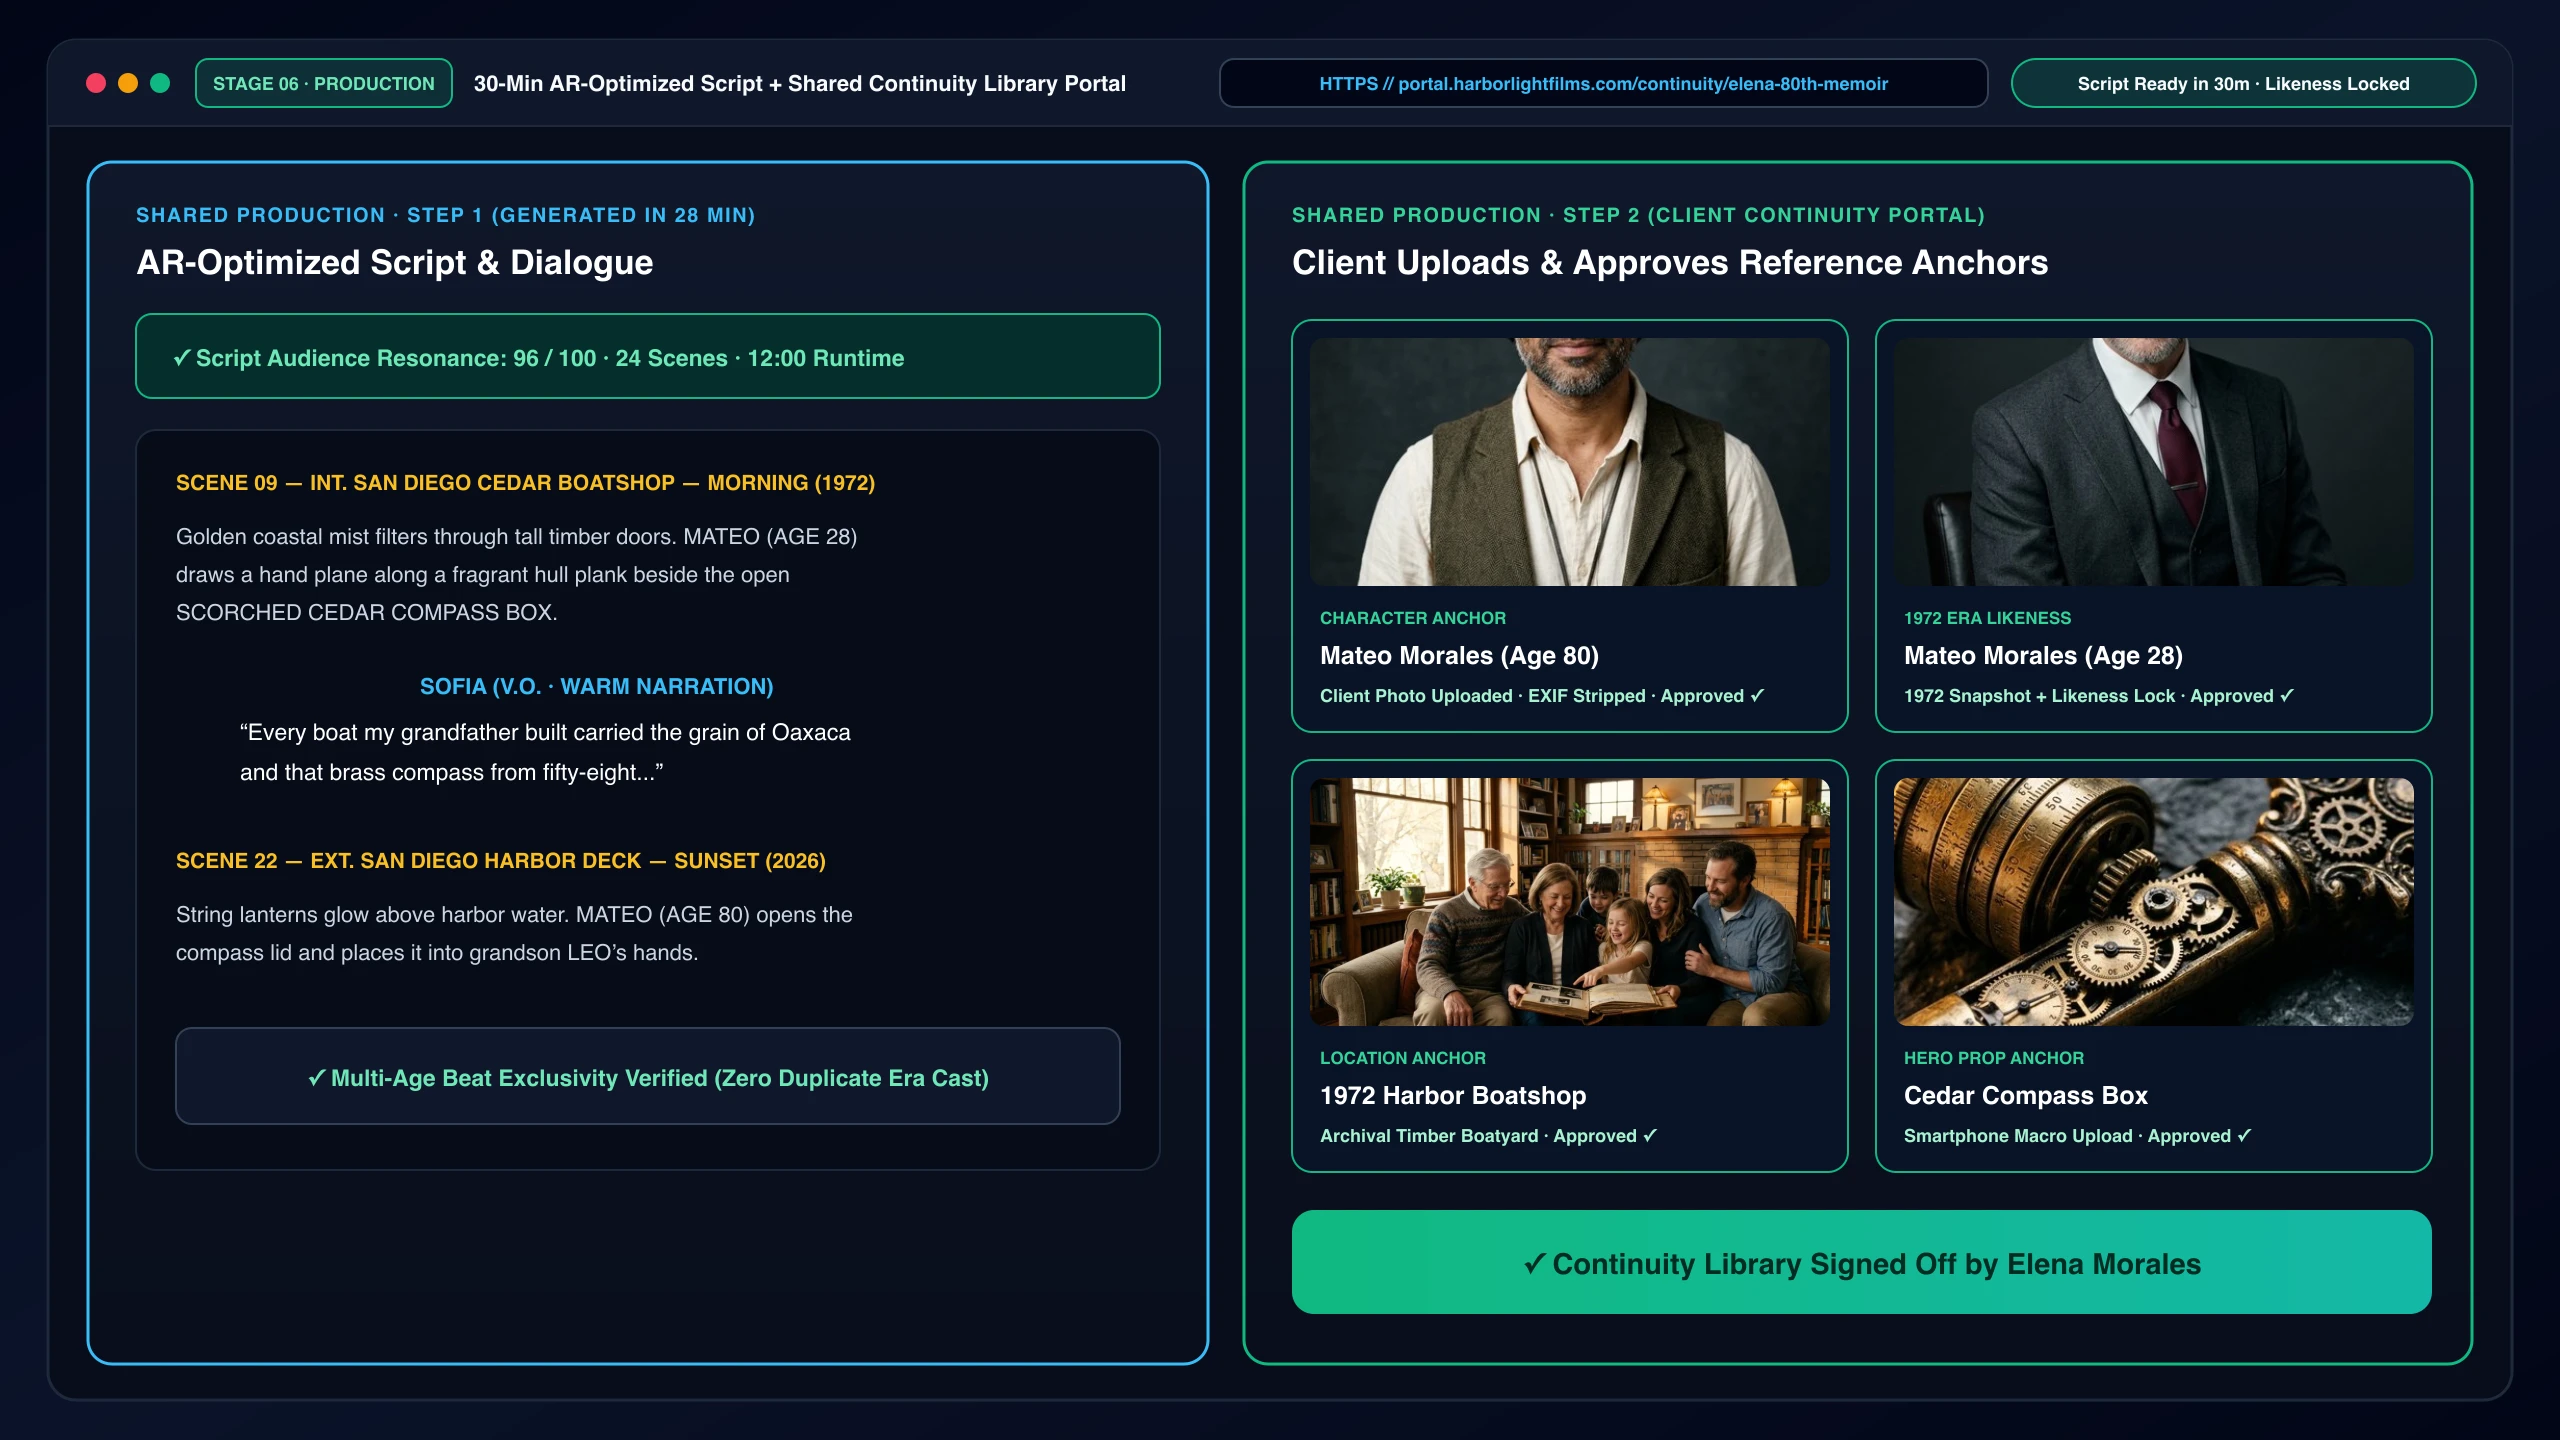 STAGE 06 · PRODUCTION
30-Min AR-Optimized Script + Shared Continuity Library Portal
HTTPS // portal.harborlightfilms.com/continuity/elena-80th-memoir
Script Ready in 30m · Likeness Locked
SHARED PRODUCTION · STEP 1 (GENERATED IN 28 MIN)
AR-Optimized Script & Dialogue
✓ Script Audience Resonance: 96 / 100 · 24 Scenes · 12:00 Runtime
SCENE 09 — INT. SAN DIEGO CEDAR BOATSHOP — MORNING (1972)
Golden coastal mist filters through tall timber doors. MATEO (AGE 28)
draws a hand plane along a fragrant hull plank beside the open
SCORCHED CEDAR COMPASS BOX.
SOFIA (V.O. · WARM NARRATION)
“Every boat my grandfather built carried the grain of Oaxaca
and that brass compass from fifty-eight...”
SCENE 22 — EXT. SAN DIEGO HARBOR DECK — SUNSET (2026)
String lanterns glow above harbor water. MATEO (AGE 80) opens the
compass lid and places it into grandson LEO’s hands.
✓ Multi-Age Beat Exclusivity Verified (Zero Duplicate Era Cast)
SHARED PRODUCTION · STEP 2 (CLIENT CONTINUITY PORTAL)
Client Uploads & Approves Reference Anchors
CHARACTER ANCHOR
Mateo Morales (Age 80)
Client Photo Uploaded · EXIF Stripped · Approved ✓
1972 ERA LIKENESS
Mateo Morales (Age 28)
1972 Snapshot + Likeness Lock · Approved ✓
LOCATION ANCHOR
1972 Harbor Boatshop
Archival Timber Boatyard · Approved ✓
HERO PROP ANCHOR
Cedar Compass Box
Smartphone Macro Upload · Approved ✓
✓ Continuity Library Signed Off by Elena Morales